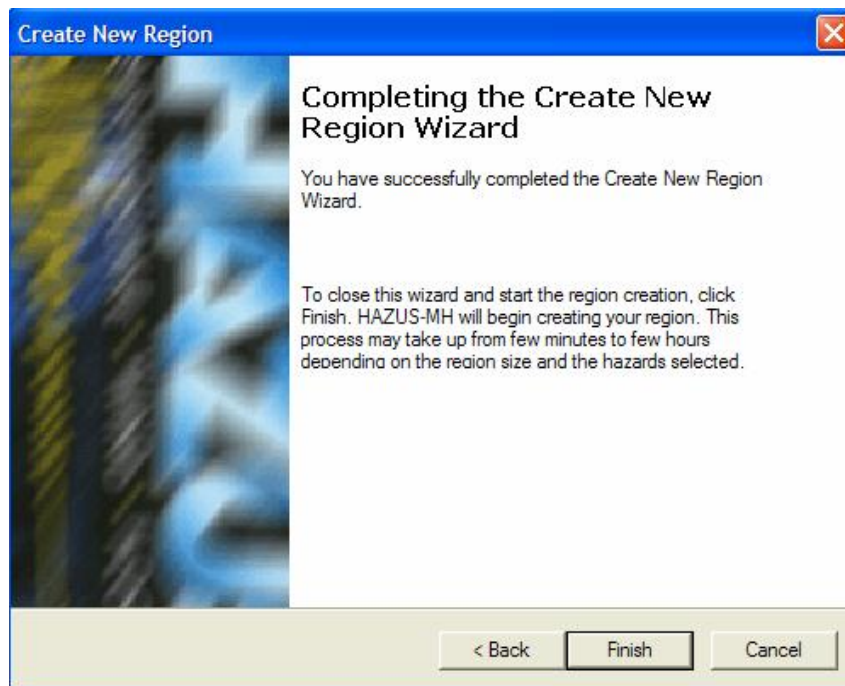 Create New Region
Completing the Create New
Region Wizard
You have successfully completed the Create New Region
Wizard.
To close this wizard and start the region creation, click
Finish. HAZUS-MH will begin creating your region. This
process may take up from few minutes to few hours
depending on the region size and the hazards selected.
< Back
Finish
Cancel